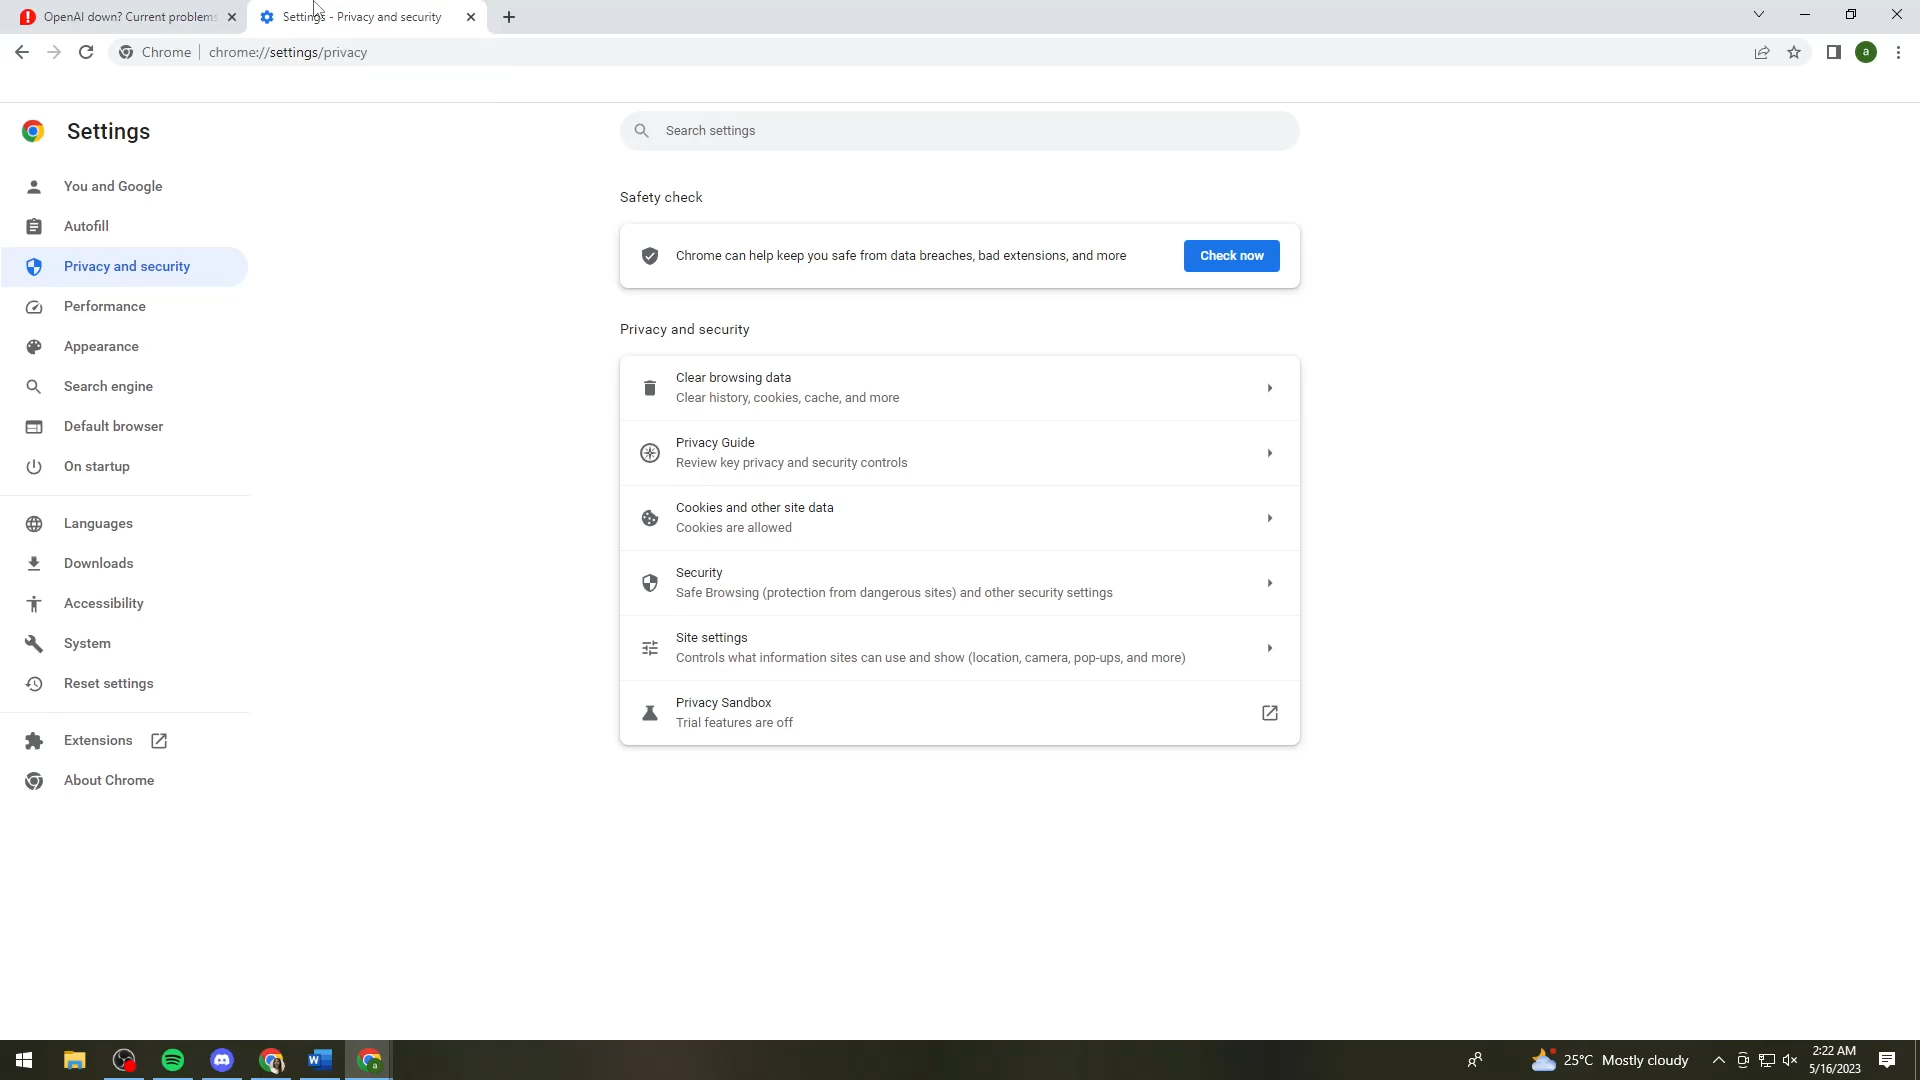 OpenAI down? Current problems
Settings - Privacy and security
Chrome
chrome://settings/privacy
a
Settings
Search settings
You and Google
Autofill
Privacy and security
Performance
Appearance
Search engine
Default browser
On startup
Languages
Downloads
Accessibility
System
Reset settings
Extensions
About Chrome
Safety check
Chrome can help keep you safe from data breaches, bad extensions, and more
Check now
Privacy and security
Clear browsing data
Clear history, cookies, cache, and more
Privacy Guide
Review key privacy and security controls
Cookies and other site data
Cookies are allowed
Security
Safe Browsing (protection from dangerous sites) and other security settings
Site settings
Controls what information sites can use and show (location, camera, pop-ups, and more)
Privacy Sandbox
Trial features are off
25°C Mostly cloudy
2:22 AM
5/16/2023